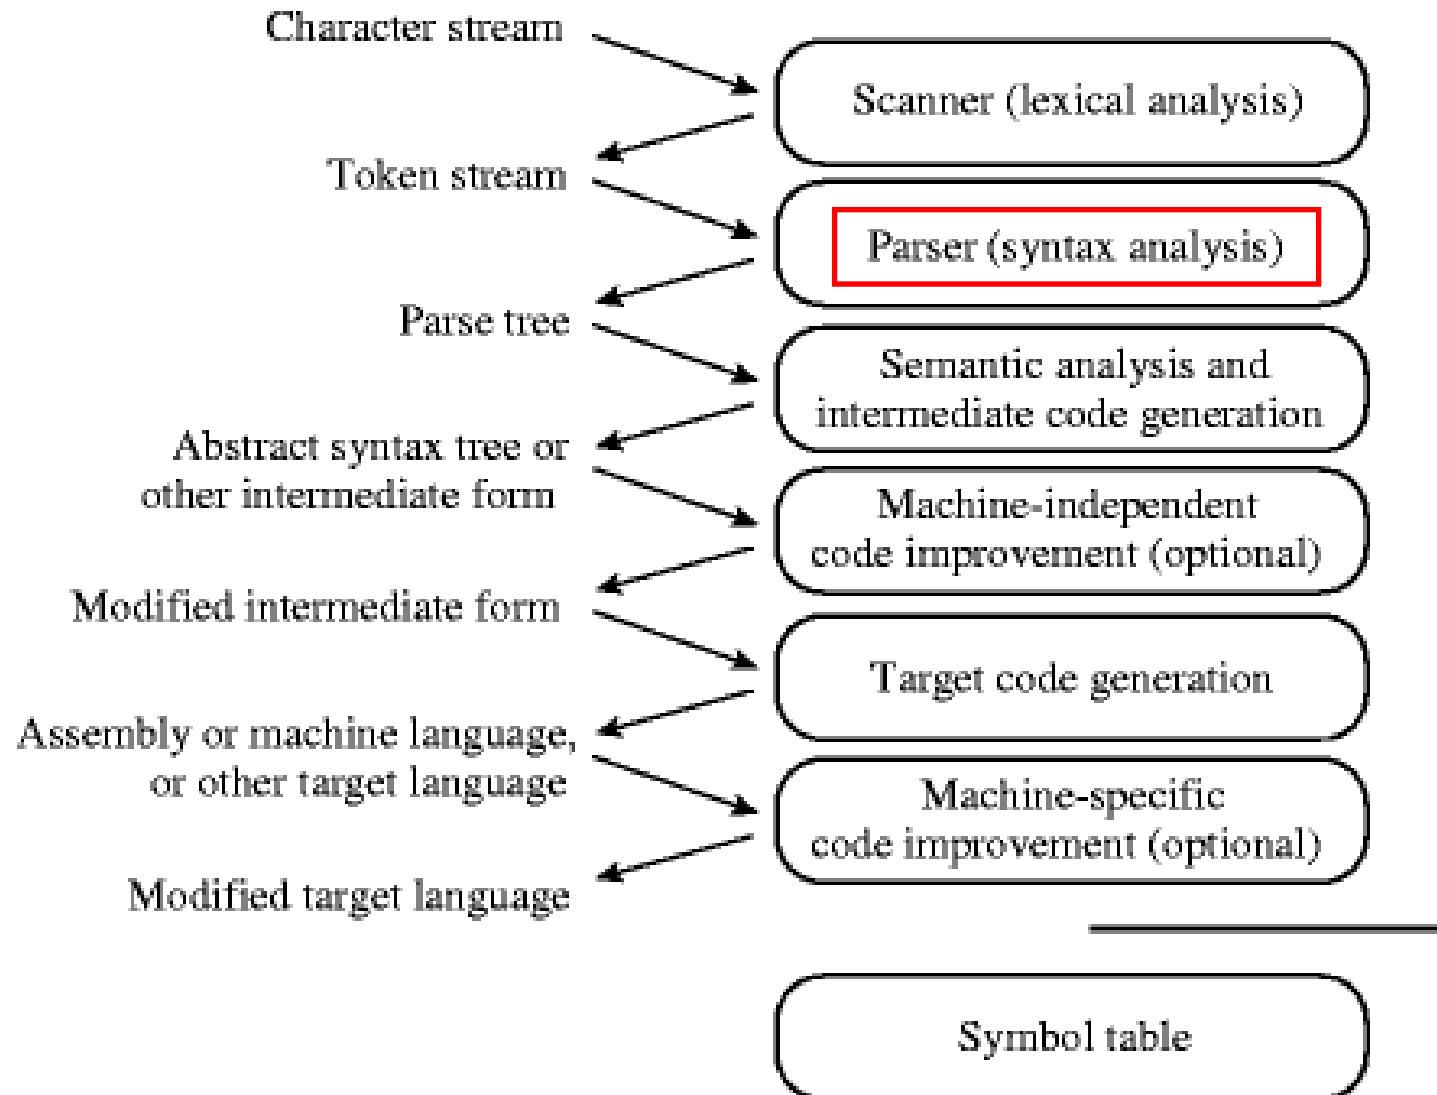 Character stream
Scanner (lexical analysis)
Token stream
Parser (syntax analysis)
Parse tree
Semantic analysis and
intermediate code generation
Abstract syntax tree or
other intermediate form
Machine-independent
code improvement (optional)
Modified intermediate form
Target code generation
Assembly or machine language,
or other target language
Machine-specific
code improvement (optional)
Modified target language
Symbol table